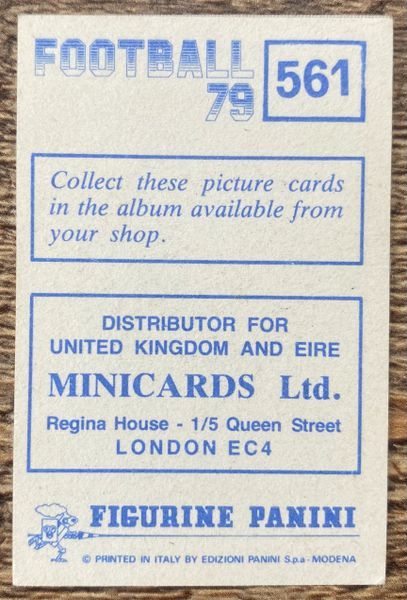 FOOTBALL
79
561
Collect these picture cards
in the album available from
your shop.
DISTRIBUTOR FOR
UNITED KINGDOM AND EIRE
MINICARDS Ltd.
Regina House - 1/5 Queen Street
LONDON EC4
FIGURINE PANINI
© PRINTED IN ITALY BY EDIZIONI PANINI S.p.a - MODENA